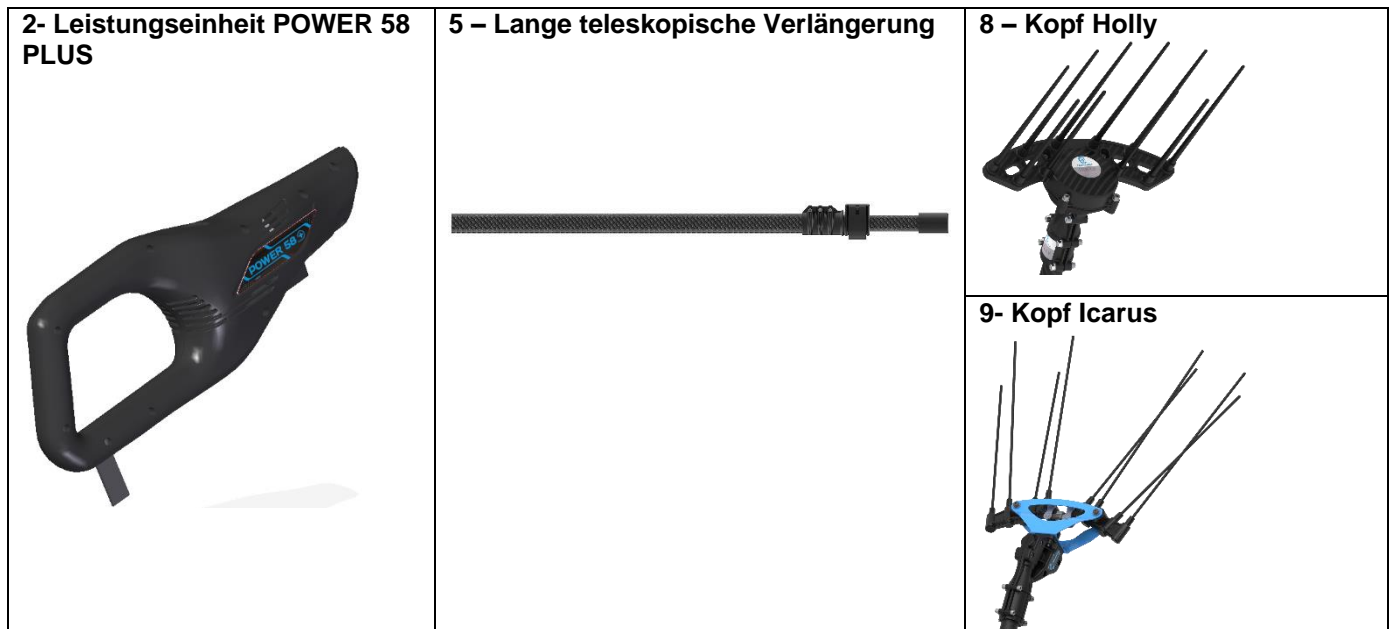 2- Leistungseinheit POWER 58
PLUS
POWER 58
5 – Lange teleskopische Verlängerung
8 – Kopf Holly
9- Kopf Icarus